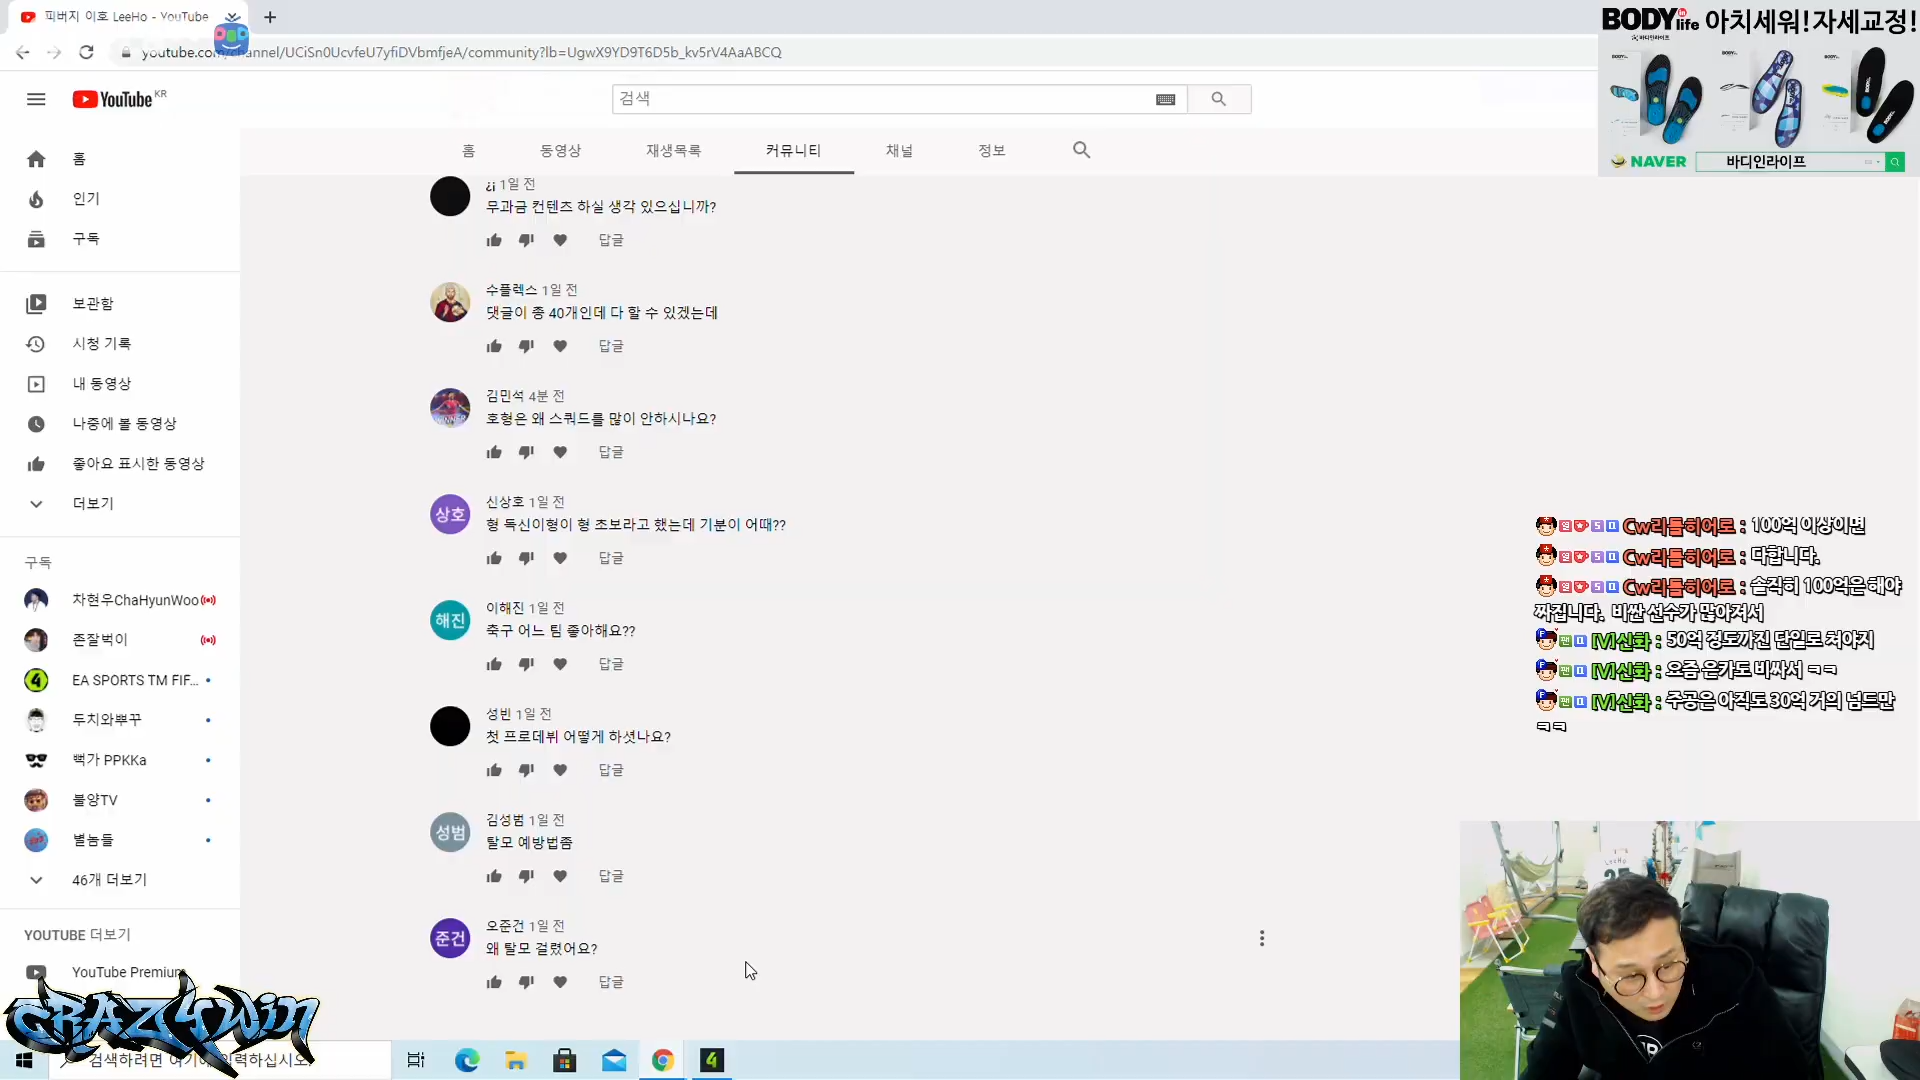 피버지 이호 LeeHo - YouTube
youtube.com/channel/UCiSn0UcvfeU7yfiDVbmfjeA/community?lb=UgwX9YD9T6D5b_kv5rV4AaABCQ
BODY in life 아치세워! 자세교정!
NAVER 바디인라이프
YouTube KR
검색
홈 동영상 재생목록 커뮤니티 채널 정보
홈
인기
구독
보관함
시청 기록
내 동영상
나중에 볼 동영상
좋아요 표시한 동영상
더보기
구독
차현우ChaHyunWoo
존잘벅이
EA SPORTS TM FIF...
두치와뿌꾸
뻑가 PPKKa
불양TV
별놈들
46개 더보기
YOUTUBE 더보기
YouTube Premium
¿¡ 1일 전
무과금 컨텐츠 하실 생각 있으십니까?
답글
수플렉스 1일 전
댓글이 종 40개인데 다 할 수 있겠는데
답글
김민석 4분 전
호형은 왜 스쿼드를 많이 안하시나요?
답글
상호
신상호 1일 전
형 독신이형이 형 초보라고 했는데 기분이 어때??
답글
해진
이해진 1일 전
축구 어느 팀 좋아해요??
답글
성빈 1일 전
첫 프로데뷔 어떻게 하셧나요?
답글
성범
김성범 1일 전
탈모 예방법좀
답글
준건
오준건 1일 전
왜 탈모 걸렸어요?
답글
Cw리틀히어로 : 100억 이상이면
Cw리틀히어로 : 다합니다.
Cw리틀히어로 : 솔직히 100억은 해야
짜집니다. 비싼 선수가 많아져서
[V]신화 : 50억 정도까진 단일로 쳐야지
[V]신화 : 요즘 은카도 비싸서 ㅋㅋ
[V]신화 : 주공은 아직도 30억 거의 넘드만
ㅋㅋ
LeeHo
CRAZY4WIN
검색하려면 여기에 입력하십시오.